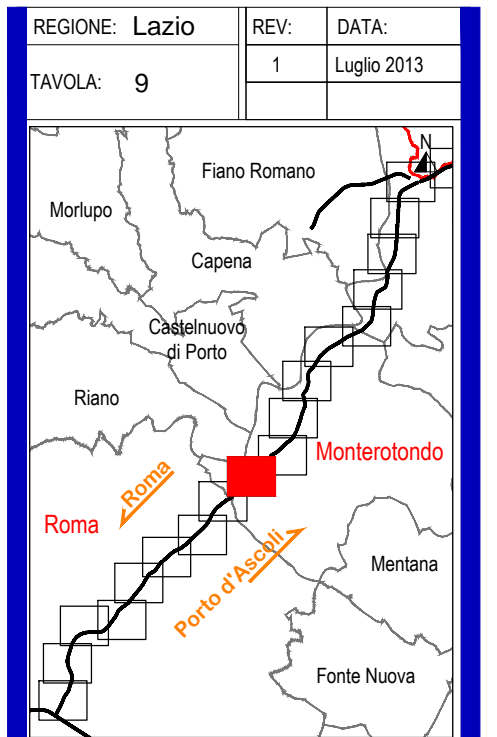 REGIONE: Lazio
REV:
DATA:
TAVOLA: 9
1
Luglio 2013
N
Fiano Romano
Morlupo
Capena
Castelnuovo
di Porto
Riano
Monterotondo
Roma
Roma
Porto d'Ascoli
Mentana
Fonte Nuova